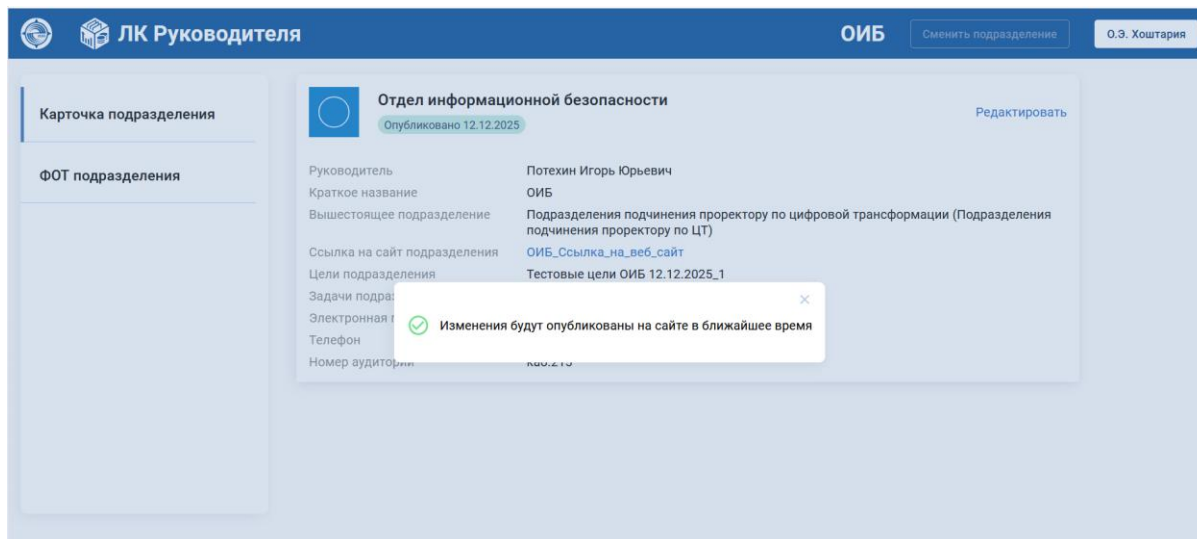 ЛК Руководителя
ОИБ
Сменить подразделение
О.Э. Хоштария
Карточка подразделения
ФОТ подразделения
Отдел информационной безопасности
Опубликовано 12.12.2025
Редактировать
Руководитель
Потехин Игорь Юрьевич
Краткое название
ОИБ
Вышестоящее подразделение
Подразделения подчинения проректору по цифровой трансформации (Подразделения
подчинения проректору по ЦТ)
Ссылка на сайт подразделения
ОИБ_Ссылка_на_веб_сайт
Цели подразделения
Тестовые цели ОИБ 12.12.2025_1
Задачи
Электронная
Телефон
Номер аудитории
Изменения будут опубликованы на сайте в ближайшее время